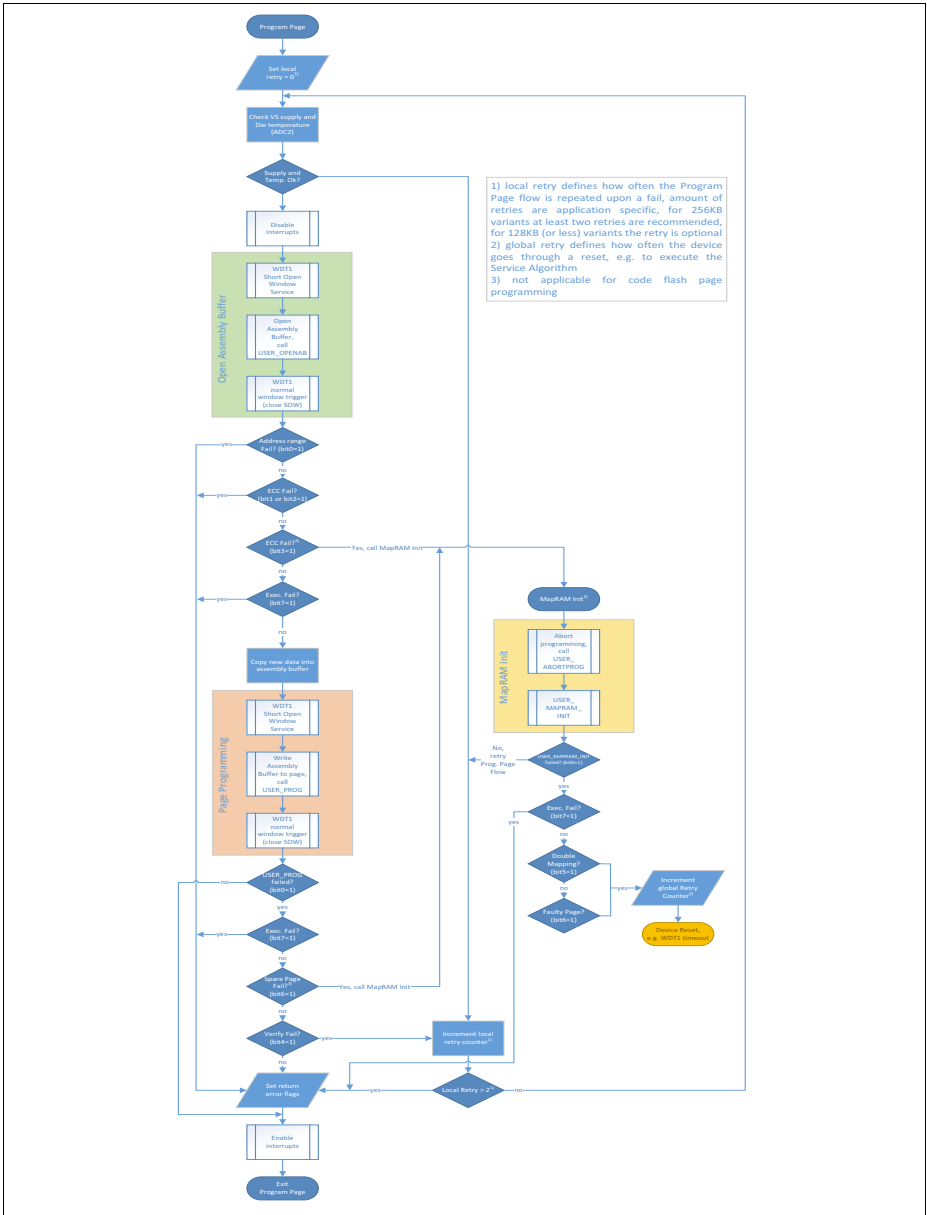 Program Page
Set local
retry = 0¹⁾
Check VS supply and
Die temperature
(ADC2)
Supply and
Temp. Ok?
1) local retry defines how often the Program
Page flow is repeated upon a fail, amount of
retries are application specific, for 256KB
variants at least two retries are recommended,
for 128KB (or less) variants the retry is optional
2) global retry defines how often the device
goes through a reset, e.g. to execute the
Service Algorithm
3) not applicable for code flash page
programming
Disable
interrupts
Open Assembly Buffer
WDT1
Short Open
Window
Service
Open
Assembly
Buffer,
call
USER_OPENAB
WDT1
normal
window trigger
(close SOW)
Address range
Fail? (bit0=1)
yes
no
ECC Fail?
(bit1 or bit2=1)
yes
no
ECC Fail?³⁾
(bit3=1)
Yes, call MapRAM Init
no
Exec. Fail?
(bit7=1)
yes
no
Copy new data into
assembly buffer
Page Programming
WDT1
Short Open
Window
Service
Write
Assembly
Buffer to page,
call
USER_PROG
WDT1
normal
window trigger
(close SOW)
USER_PROG
failed?
(bit0=1)
no
yes
Exec. Fail?
(bit7=1)
yes
no
Spare Page
Fail?³⁾
(bit6=1)
Yes, call MapRAM Init
no
Verify Fail?
(bit4=1)
yes
no
Set return
error flags
Enable
interrupts
Exit
Program Page
MapRAM Init³⁾
MapRAM Init
Abort
programming,
call
USER_
ABORTPROG
USER_
MAPRAM_
INIT
USER_MAPRAM_INIT
failed? (bit0=1)
No,
retry
Prog. Page
Flow
yes
Exec. Fail?
(bit7=1)
yes
no
Double
Mapping?
(bit5=1)
no
Faulty Page?
(bit6=1)
yes
Increment
global Retry
Counter²⁾
Device Reset,
e.g. WDT1 timeout
Increment local
retry counter¹⁾
Local Retry > 2¹⁾
yes
no